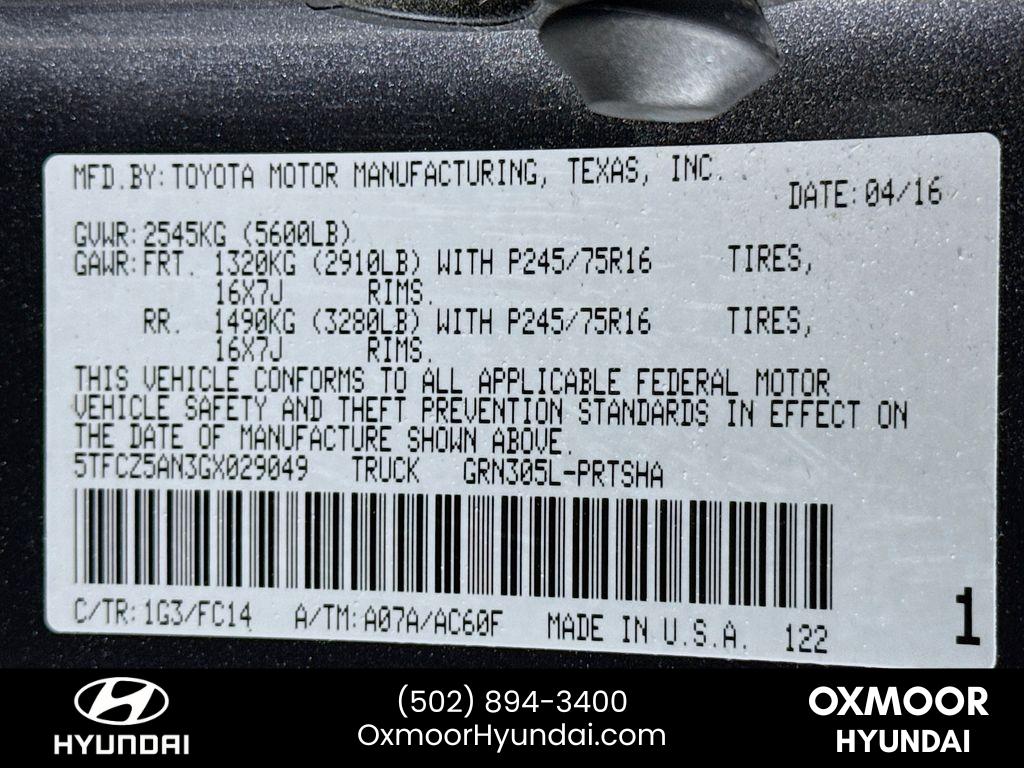 MFD.BY: TOYOTA MOTOR MANUFACTURING, TEXAS, INC.
DATE: 04/16
GVWR: 2545KG (5600LB)
GAWR: FRT. 1320KG (2910LB) WITH P245/75R16 TIRES,
16X7J RIMS.
RR. 1490KG (3280LB) WITH P245/75R16 TIRES,
16X7J RIMS.
THIS VEHICLE CONFORMS TO ALL APPLICABLE FEDERAL MOTOR
VEHICLE SAFETY AND THEFT PREVENTION STANDARDS IN EFFECT ON
THE DATE OF MANUFACTURE SHOWN ABOVE.
5TFCZ5AN3GX029049 TRUCK GRN305L-PRTSHA
C/TR: 1G3/FC14 A/TM: A07A/AC60F MADE IN U.S.A. 122
1
HYUNDAI
(502) 894-3400
OxmoorHyundai.com
OXMOOR
HYUNDAI